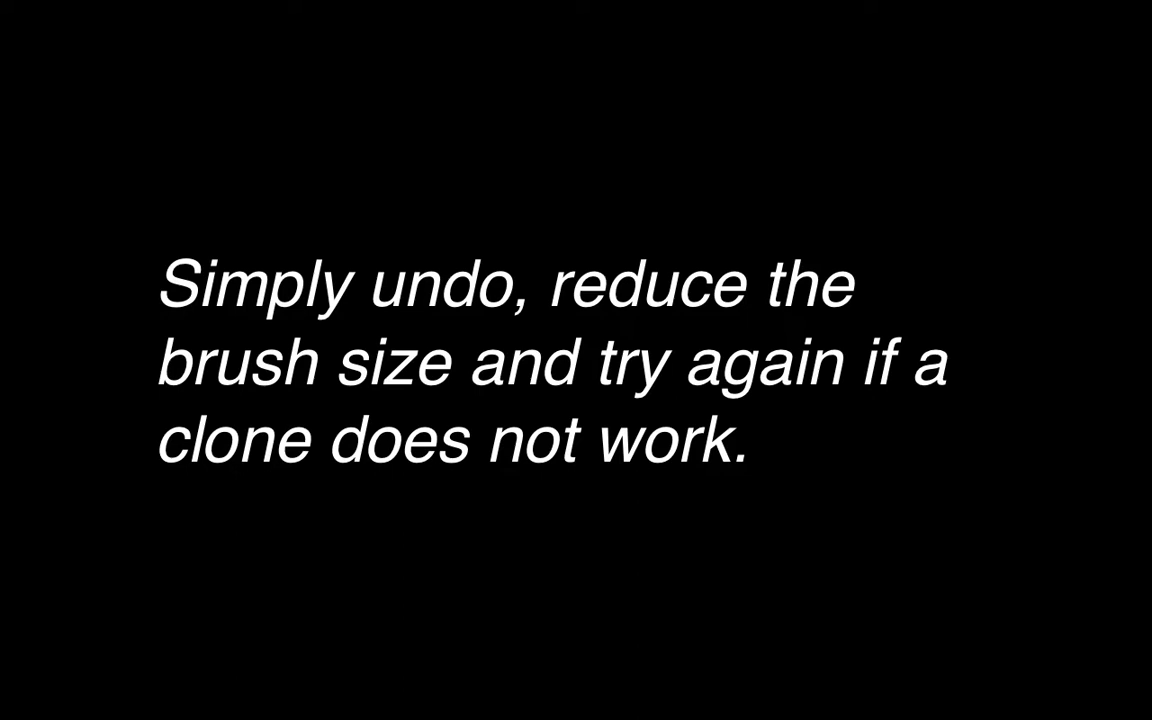 Simply undo, reduce the
brush size and try again if a
clone does not work.